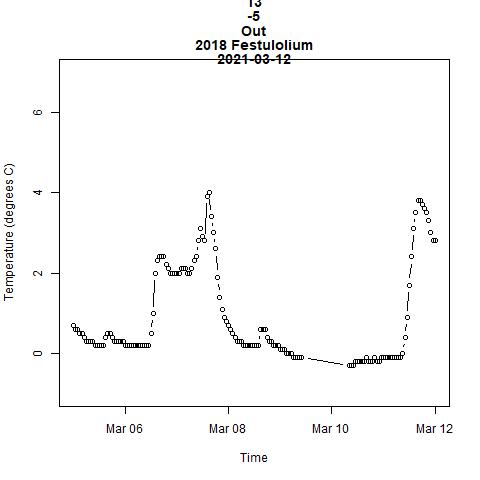 13
-5
Out
2018 Festulolium
2021-03-12
Temperature (degrees C)
6
4
2
0
Mar 06 Mar 08 Mar 10 Mar 12
Time